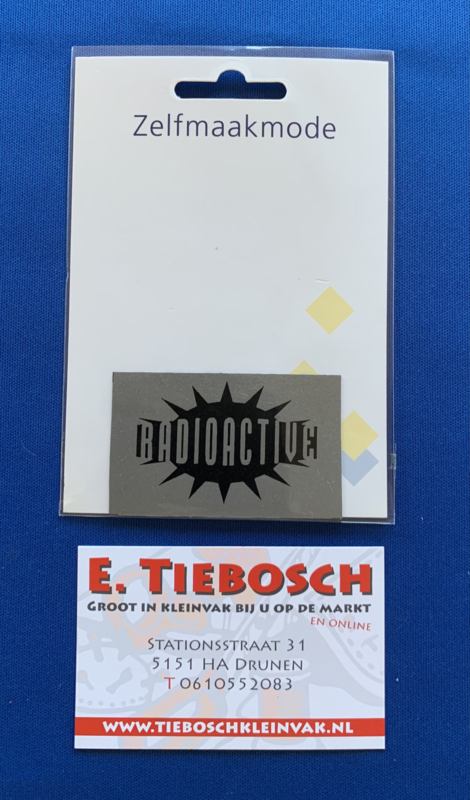 Zelfmaakmode
RADIOACTIVE
E. TIEBOSCH
GROOT IN KLEINVAK BIJ U OP DE MARKT
EN ONLINE
STATIONSSTRAAT 31
5151 HA DRUNEN
T 0610552083
WWW.TIEBOSCHKLEINVAK.NL